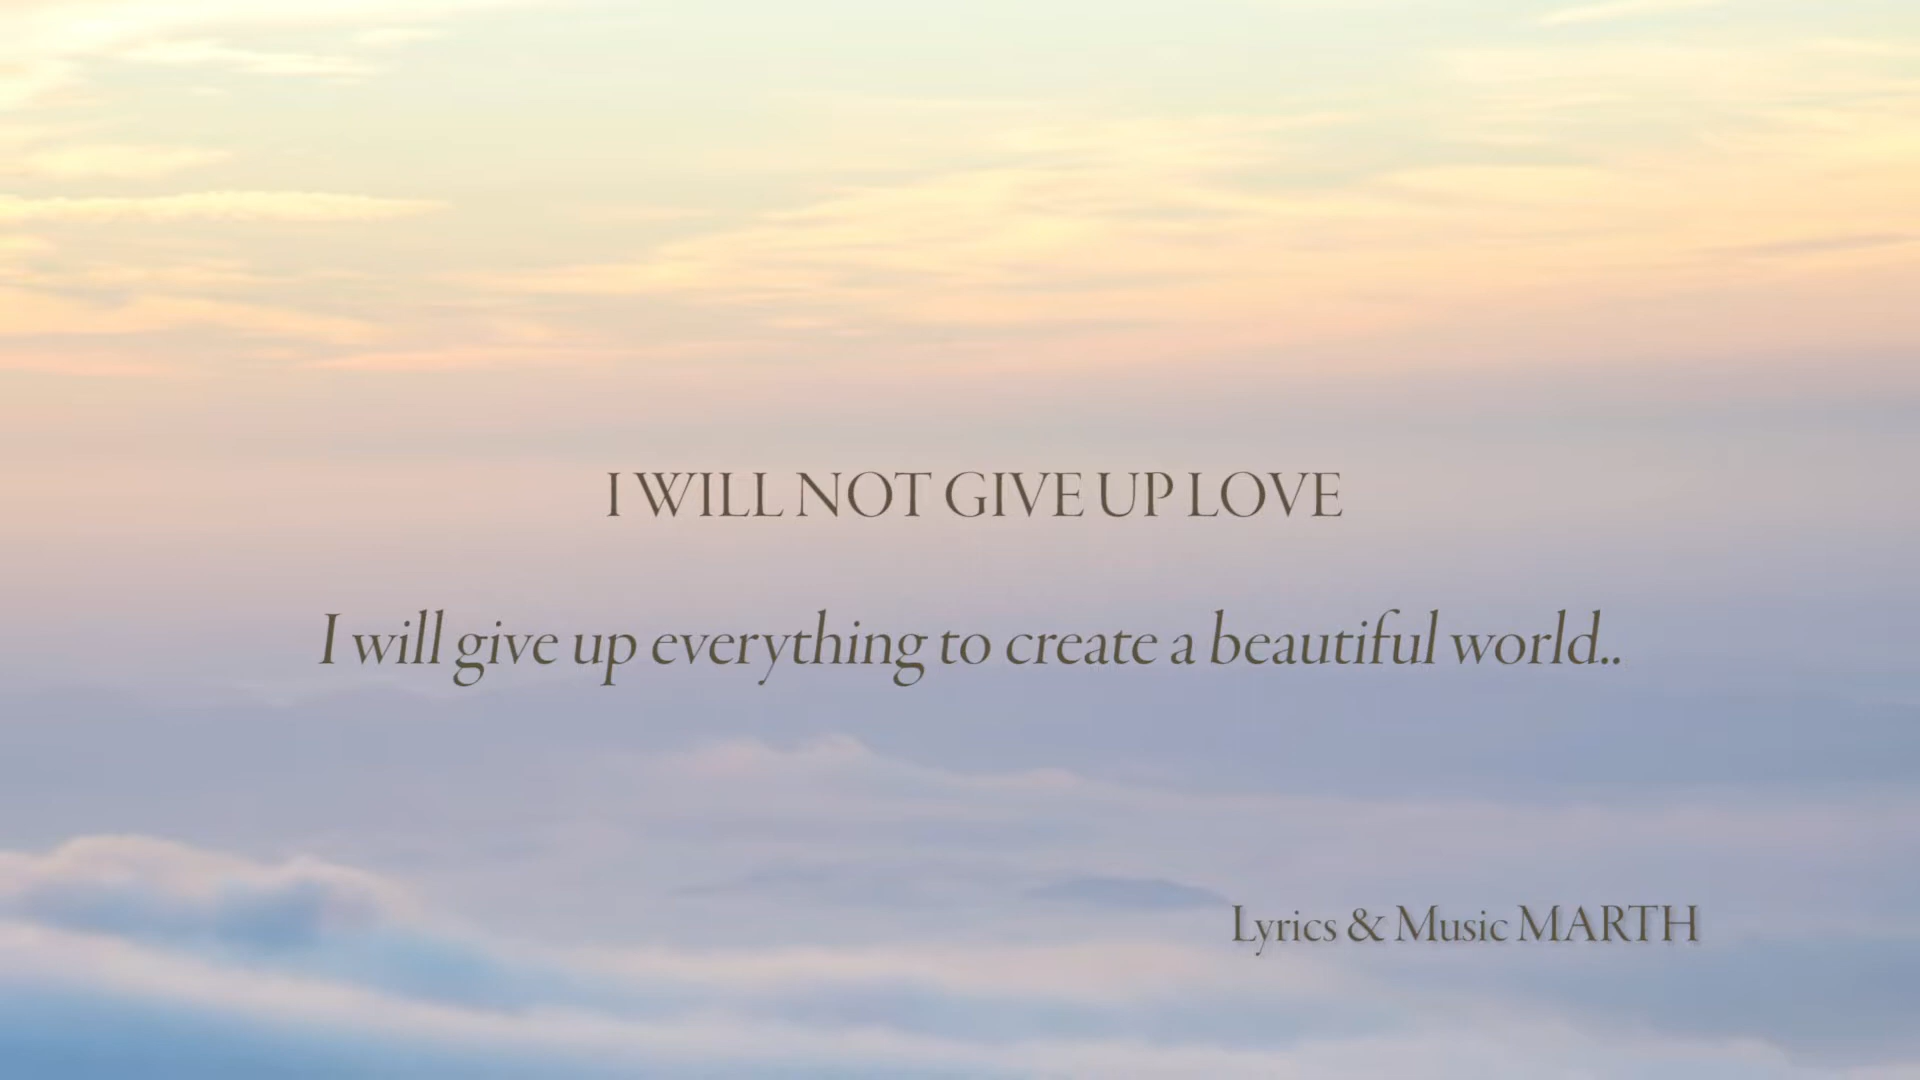 I WILL NOT GIVE UP LOVE
I will give up everything to create a beautiful world..
Lyrics & Music MARTH